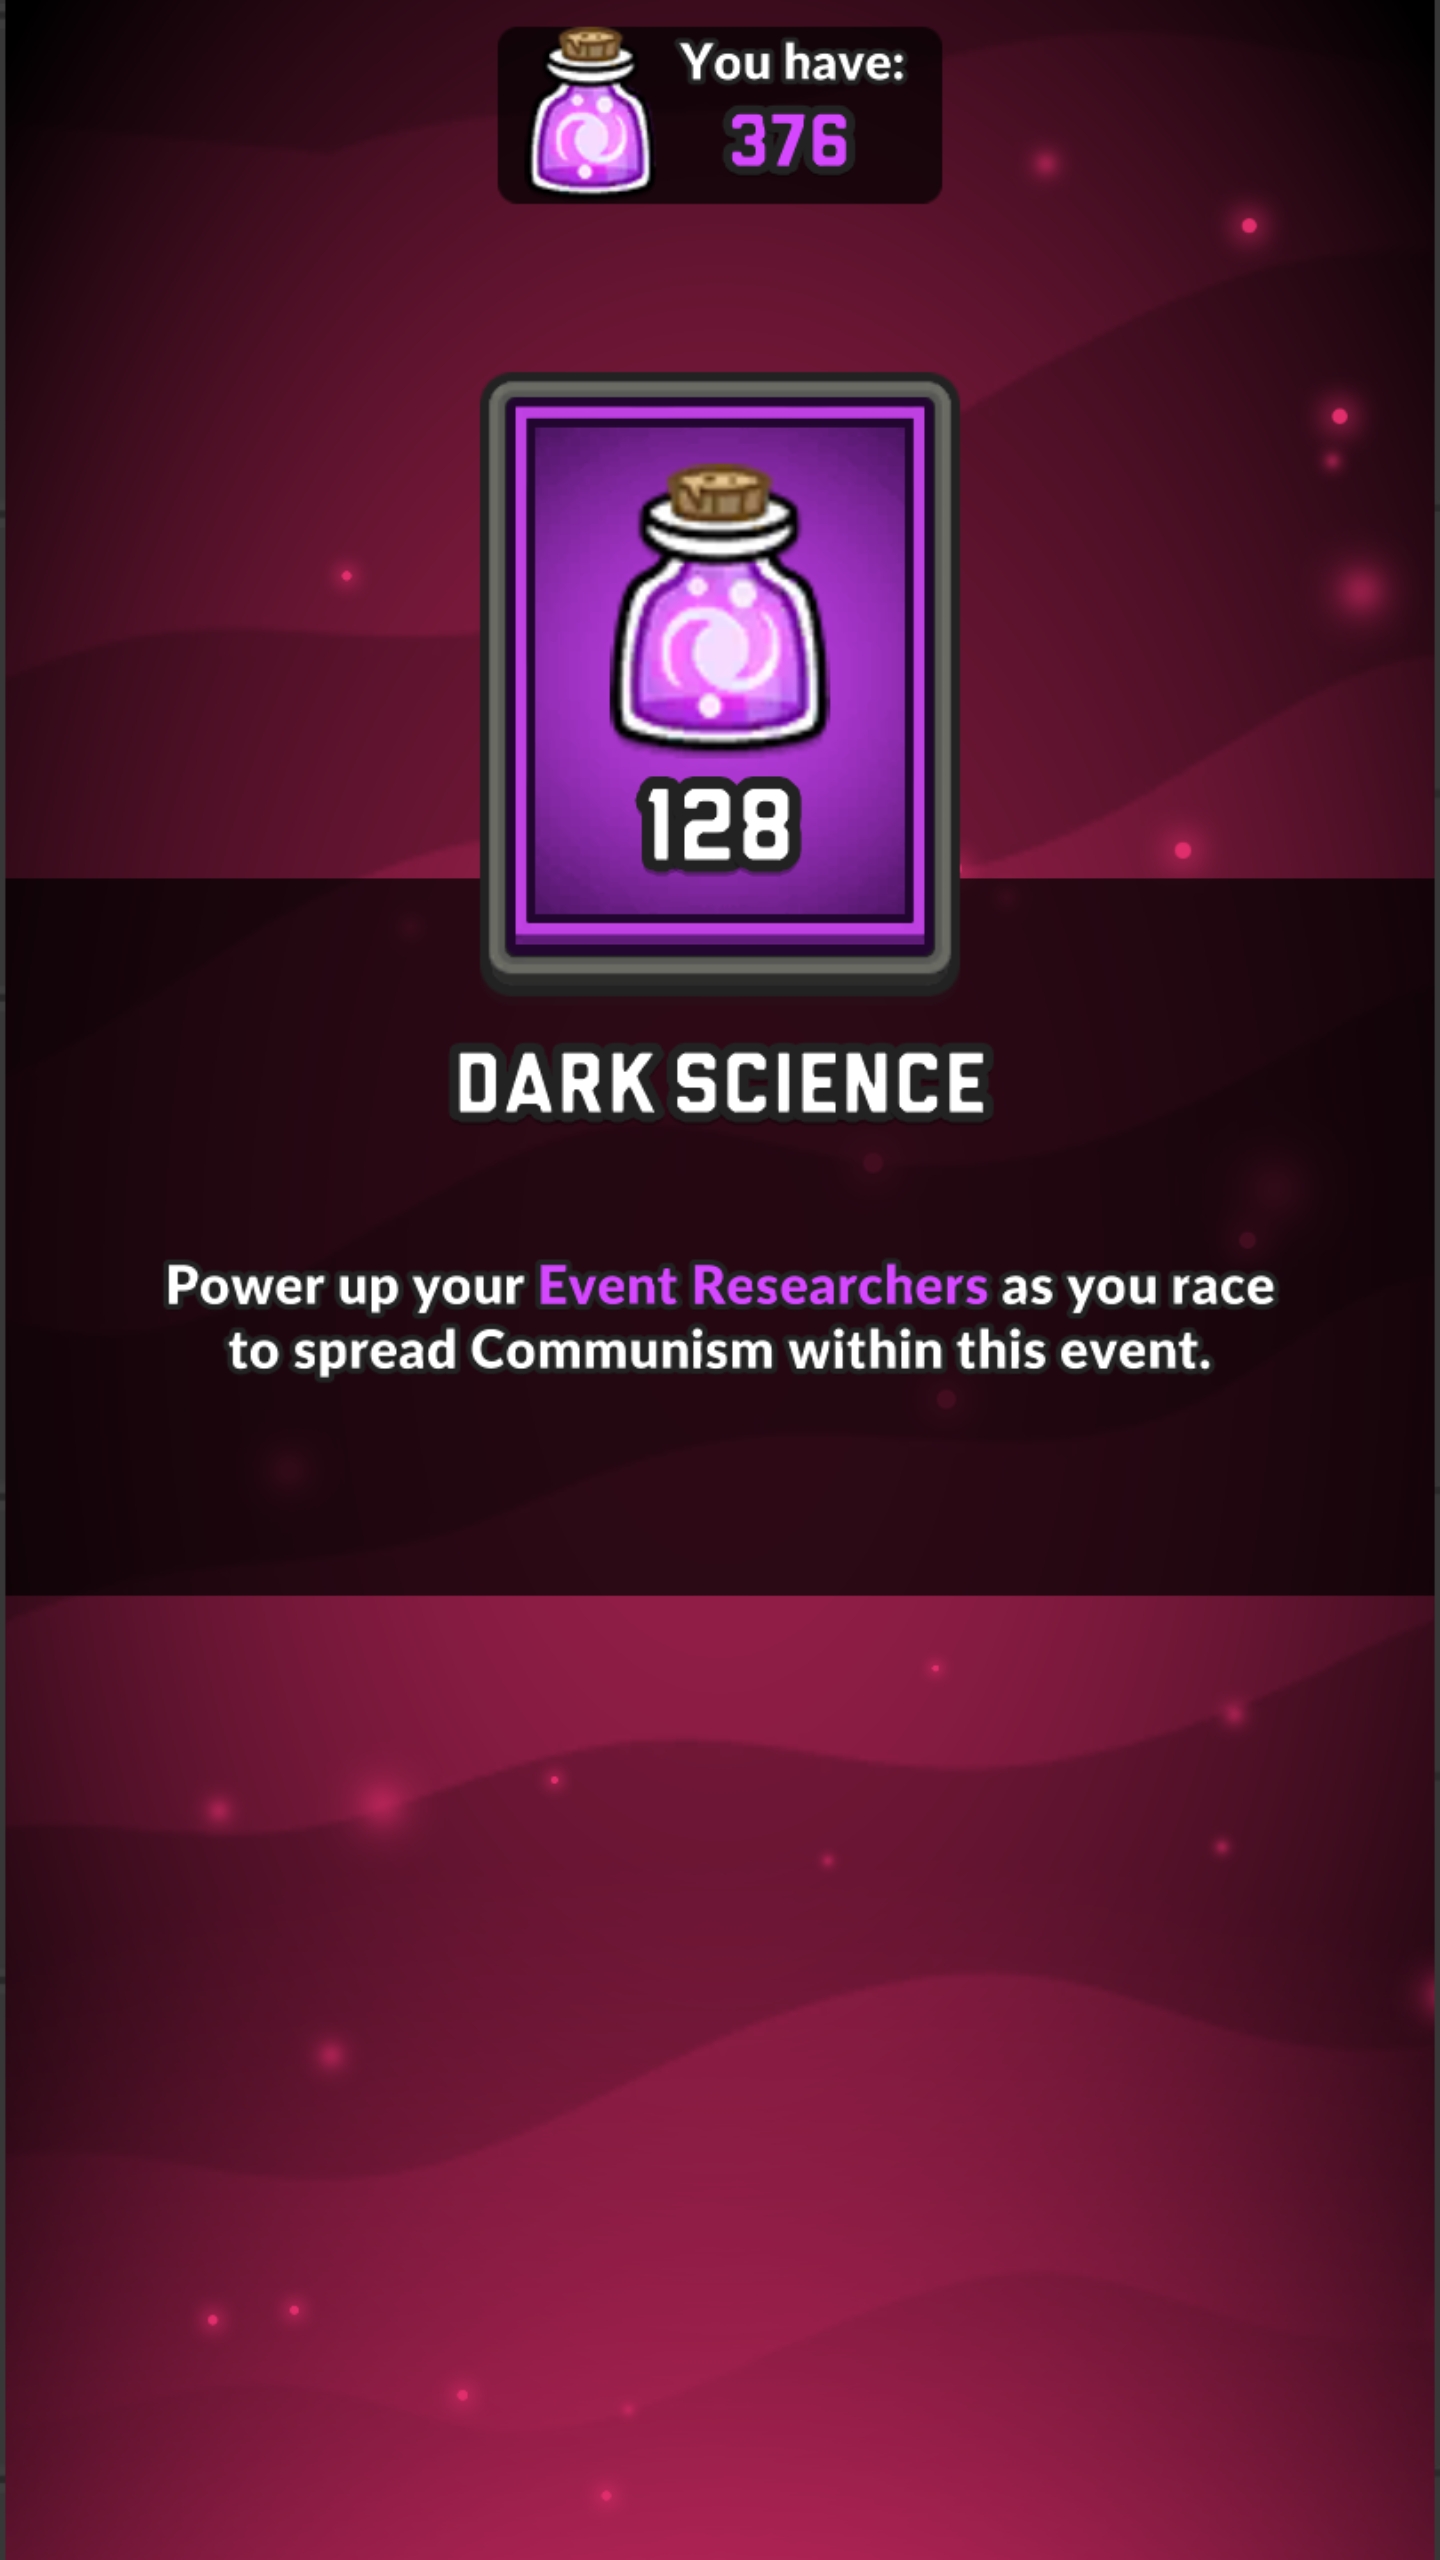 You have:
376
128
DARK SCIENCE
Power up your Event Researchers as you race
to spread Communism within this event.